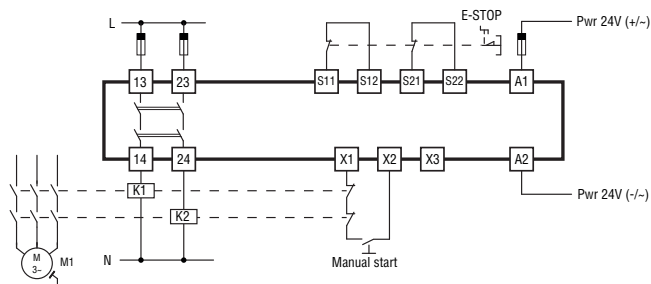 E-STOP
L
Pwr 24V (+/~)
13 23 S11 S12 S21 S22 A1
14 24 X1 X2 X3 A2
K1
Pwr 24V (-/~)
K2
M
3~
M1
N
Manual start